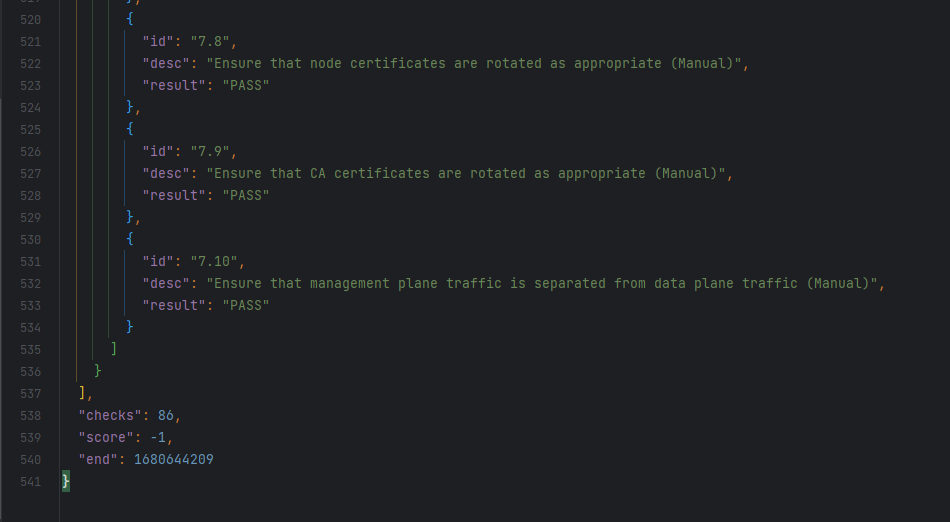 520 {
521 "id": "7.8",
522 "desc": "Ensure that node certificates are rotated as appropriate (Manual)",
523 "result": "PASS"
524 },
525 {
526 "id": "7.9",
527 "desc": "Ensure that CA certificates are rotated as appropriate (Manual)",
528 "result": "PASS"
529 },
530 {
531 "id": "7.10",
532 "desc": "Ensure that management plane traffic is separated from data plane traffic (Manual)",
533 "result": "PASS"
534 }
535 ]
536 }
537 ],
538 "checks": 86,
539 "score": -1,
540 "end": 1680644209
541 }